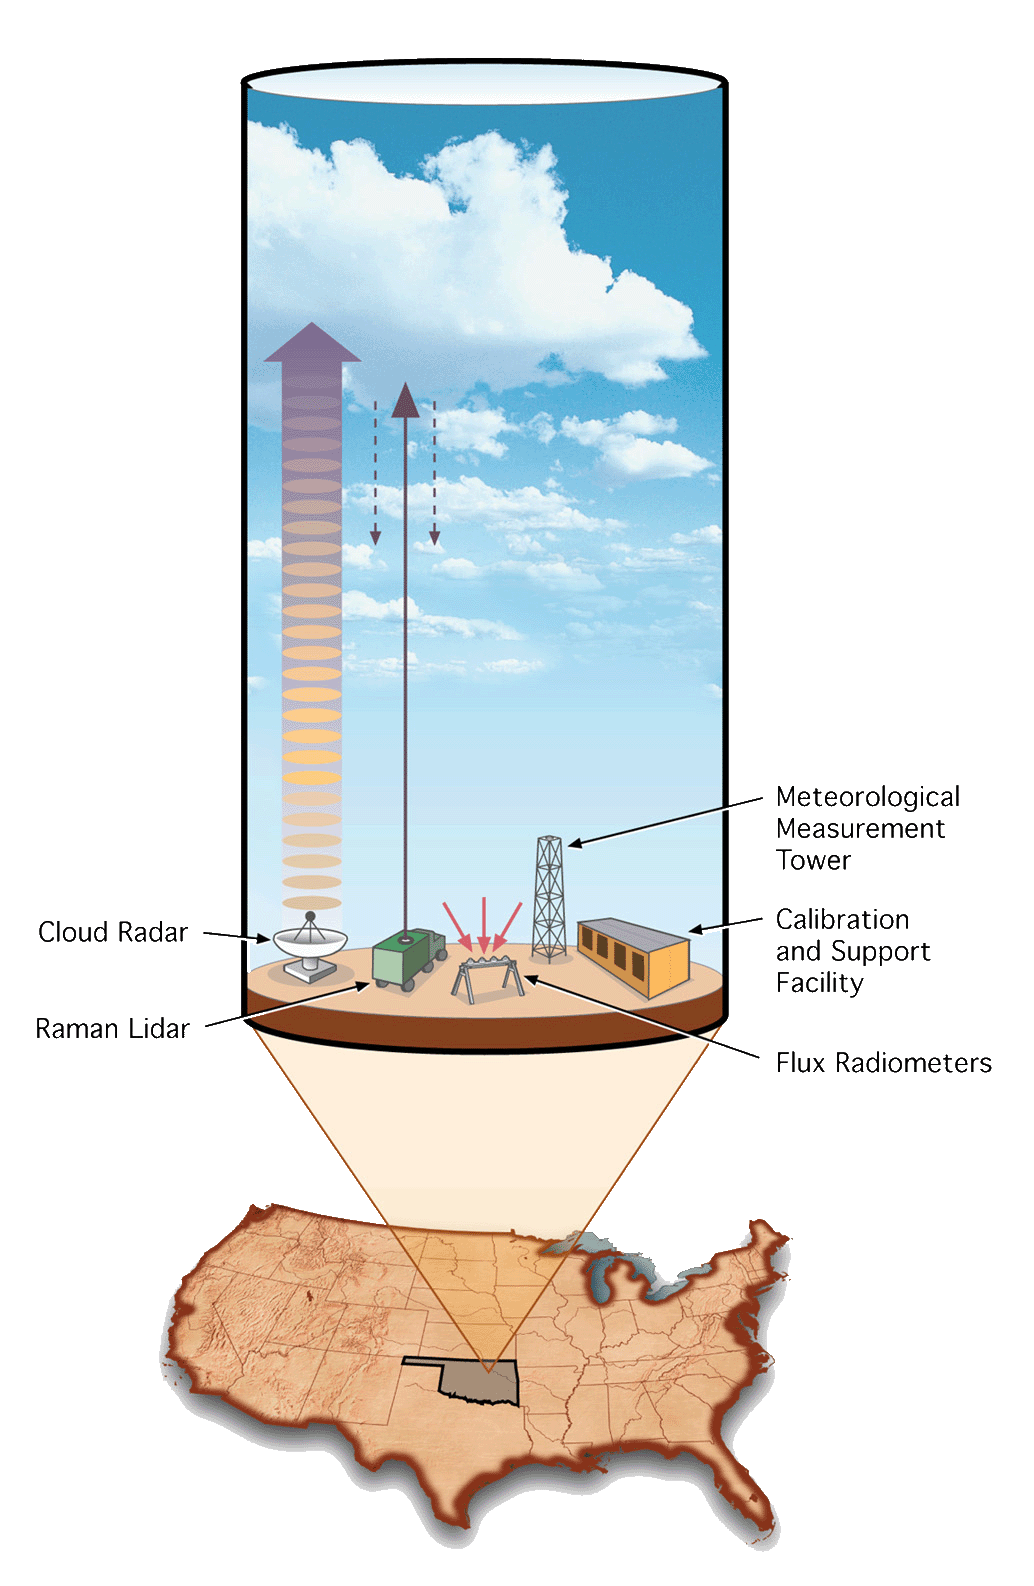 Meteorological
Measurement
Tower
Cloud Radar
Calibration
and Support
Facility
Raman Lidar
Flux Radiometers